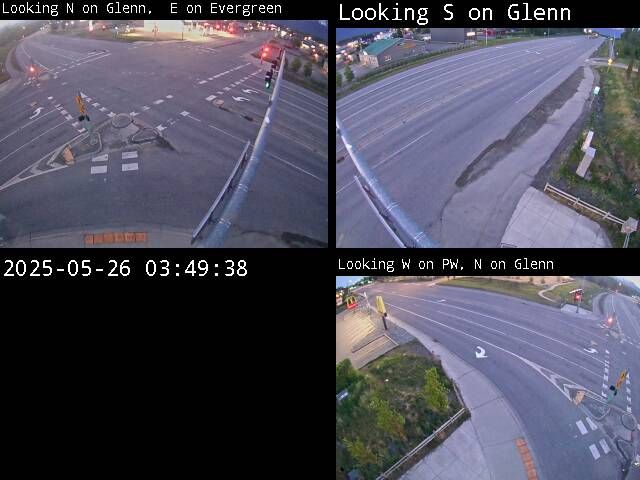 Looking N on Glenn,  E on Evergreen
Looking S on Glenn
2025-05-26 03:49:38
Looking W on PW, N on Glenn